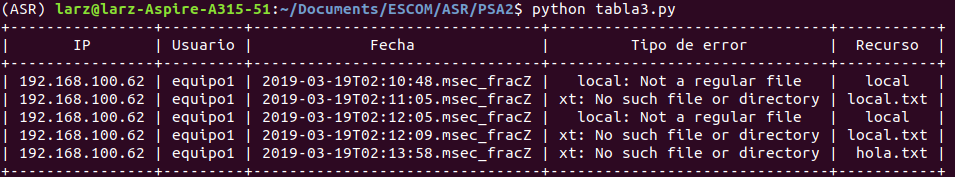 (ASR) larz@larz-Aspire-A315-51:~/Documents/ESCOM/ASR/PSA2$ python tabla3.py
+----------------+---------+-------------------------------+-------------------------------+-----------+
|       IP       | Usuario |             Fecha             |         Tipo de error         |  Recurso  |
+----------------+---------+-------------------------------+-------------------------------+-----------+
| 192.168.100.62 | equipo1 | 2019-03-19T02:10:48.msec_fracZ |   local: Not a regular file   |   local   |
| 192.168.100.62 | equipo1 | 2019-03-19T02:11:05.msec_fracZ | xt: No such file or directory | local.txt |
| 192.168.100.62 | equipo1 | 2019-03-19T02:12:05.msec_fracZ |   local: Not a regular file   |   local   |
| 192.168.100.62 | equipo1 | 2019-03-19T02:12:09.msec_fracZ | xt: No such file or directory | local.txt |
| 192.168.100.62 | equipo1 | 2019-03-19T02:13:58.msec_fracZ | xt: No such file or directory |  hola.txt |
+----------------+---------+-------------------------------+-------------------------------+-----------+